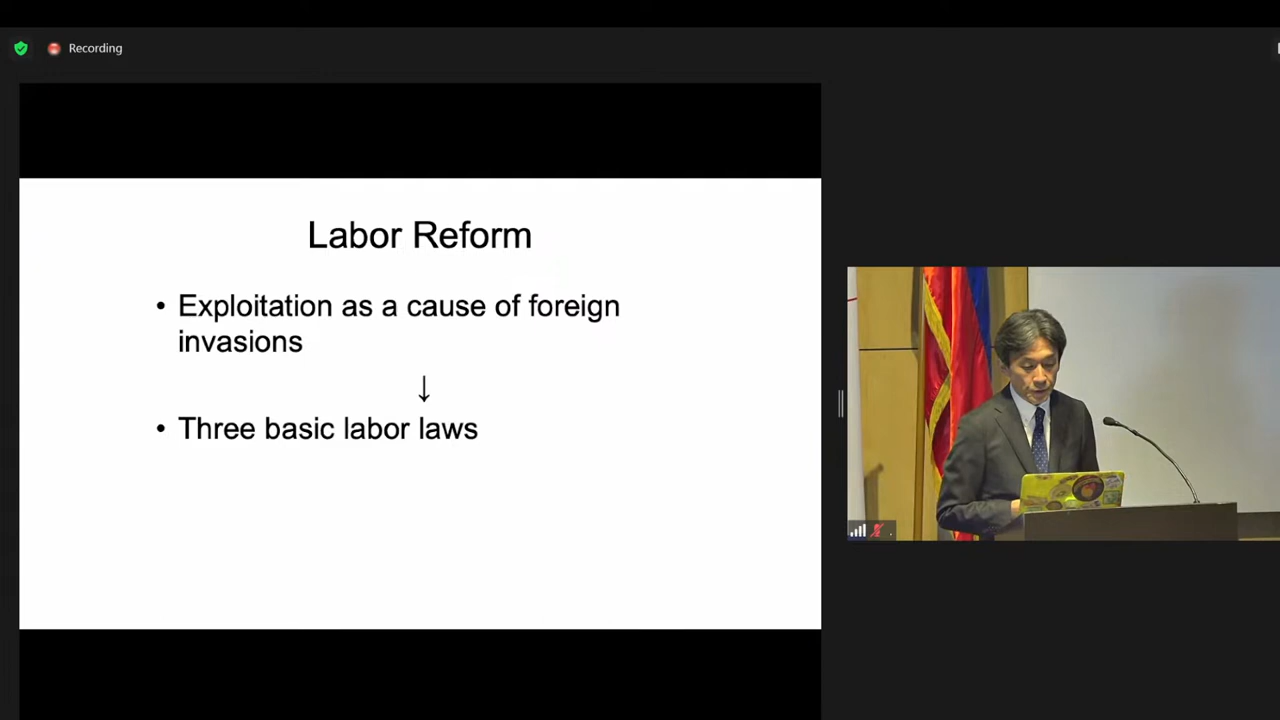 Recording
Labor Reform
• Exploitation as a cause of foreign
invasions
↓
• Three basic labor laws